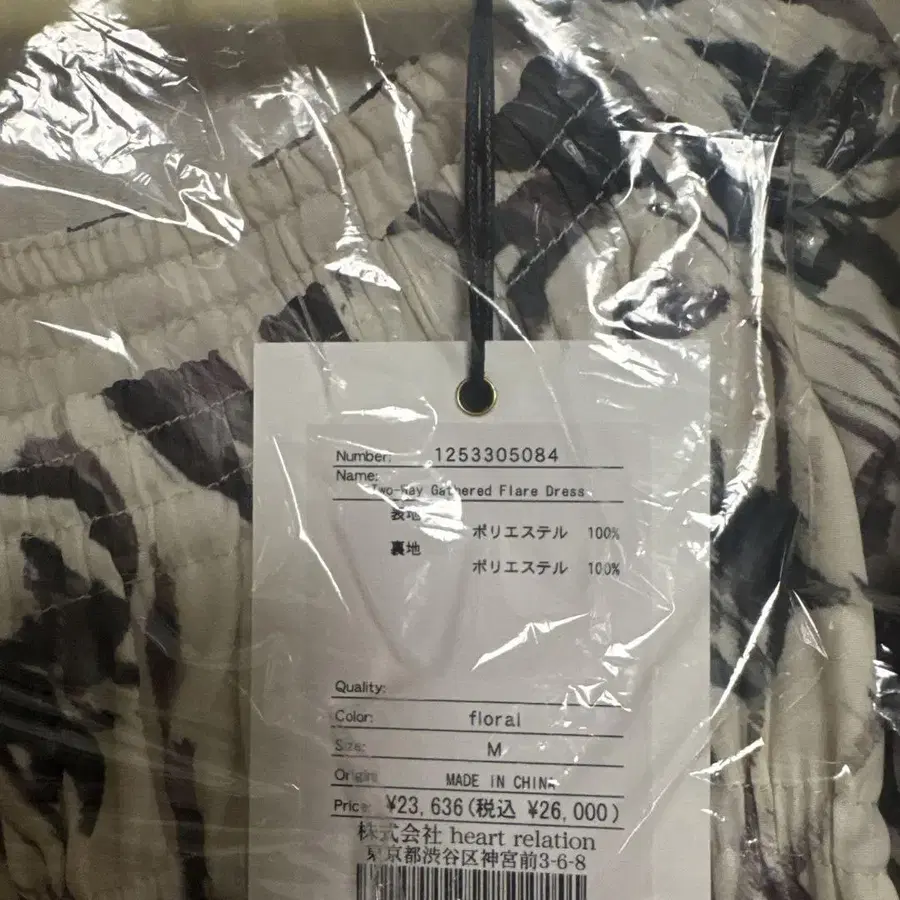 Number: 1253305084
Name:
Two-Way Gathered Flare Dress
表地
ポリエステル 100%
裏地
ポリエステル 100%
Quality:
Color: floral
Size: M
Origin: MADE IN CHINA
Price: ¥23,636(税込 ¥26,000)
株式会社 heart relation
東京都渋谷区神宮前3-6-8